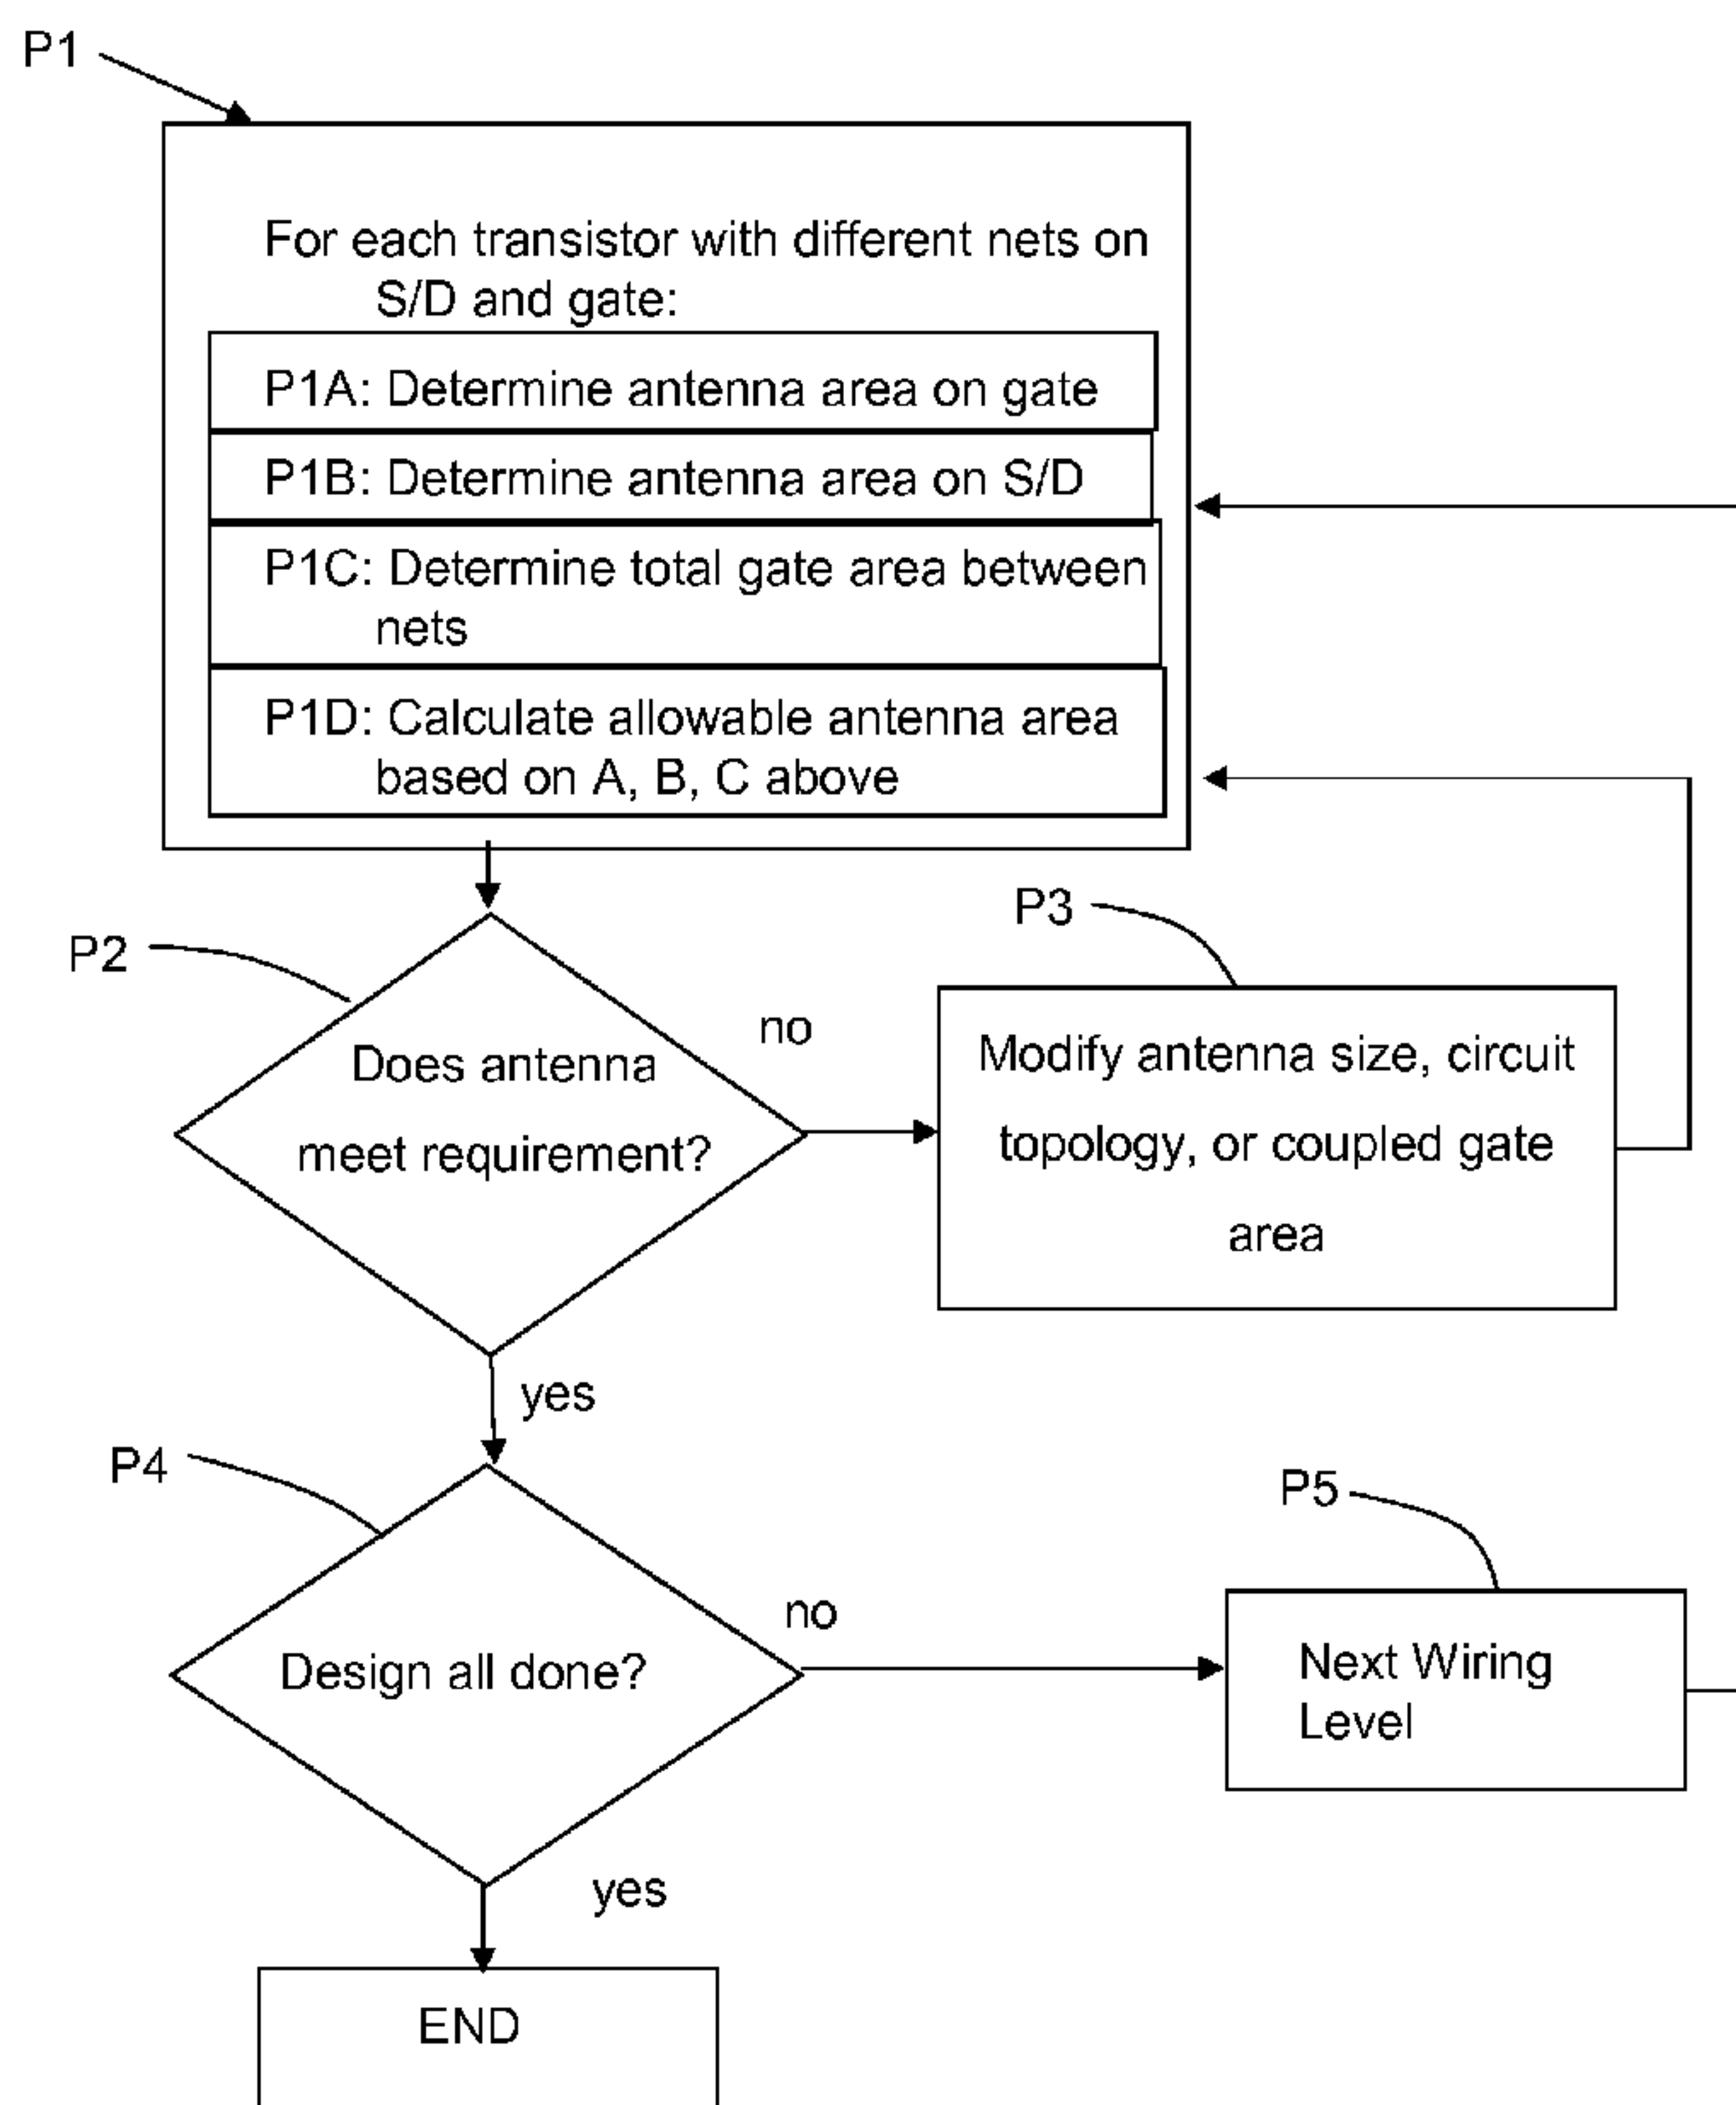 P1
For each transistor with different nets on
S/D and gate:
P1A: Determine antenna area on gate
P1B: Determine antenna area on S/D
P1C: Determine total gate area between
nets
P1D: Calculate allowable antenna area
based on A, B, C above
P2
Does antenna
meet requirement?
no
P3
Modify antenna size, circuit
topology, or coupled gate
area
yes
P4
Design all done?
no
P5
Next Wiring
Level
yes
END